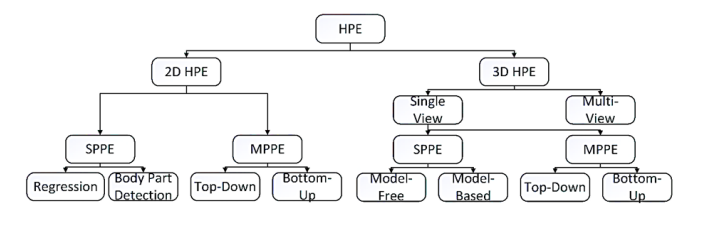 HPE
2D HPE
3D HPE
Single
View
Multi-
View
SPPE
MPPE
SPPE
MPPE
Regression
Body Part
Detection
Top-Down
Bottom-
Up
Model-
Free
Model-
Based
Top-Down
Bottom-
Up